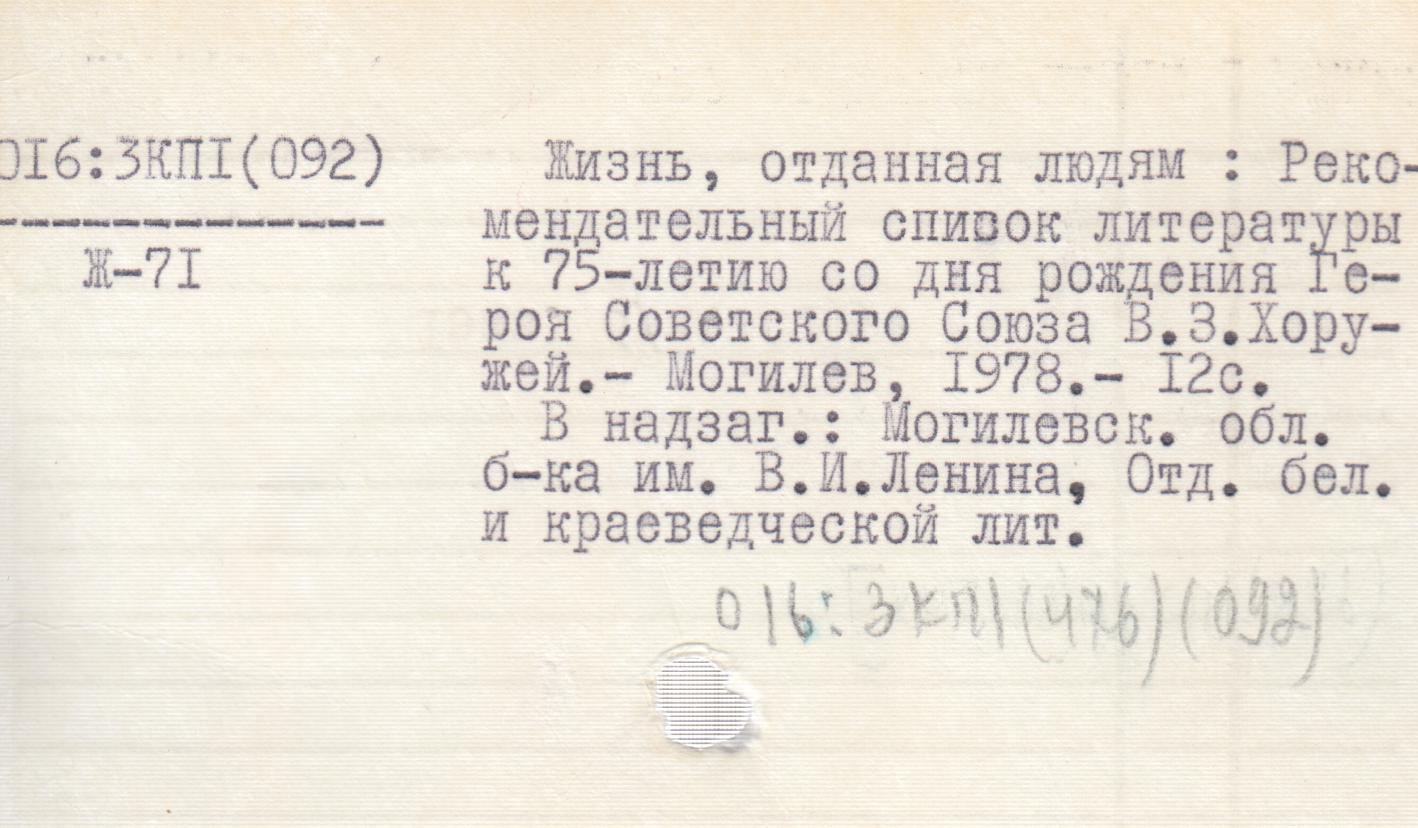 016:3КП1(092)
Ж-71
Жизнь, отданная людям : Реко-
мендательный список литературы
к 75-летию со дня рождения Ге-
роя Советского Союза В.З.Хору-
жей.- Могилев, 1978.- 12с.
В надзаг.: Могилевск. обл.
б-ка им. В.И.Ленина, Отд. бел.
и краеведческой лит.
016: 3КП1(476)(092)